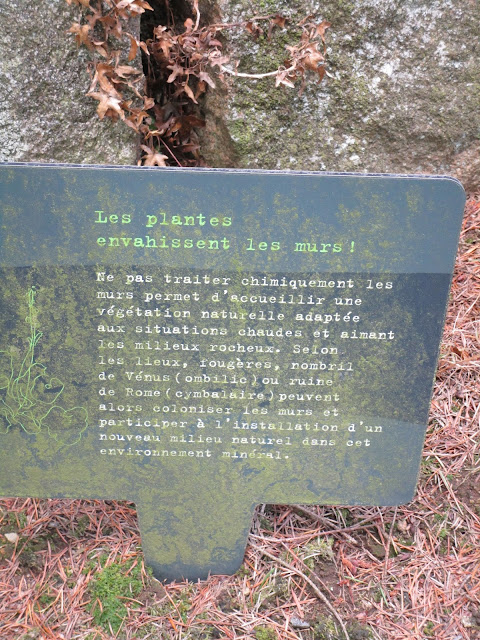 Les plantes
envahissent les murs!
Ne pas traiter chimiquement les
murs permet d'accueillir une
végétation naturelle adaptée
aux situations chaudes et aimant
les milieux rocheux. Selon
les lieux, fougères, nombril
de Vénus(ombilic)ou ruine
de Rome(cymbalaire)peuvent
alors coloniser les murs et
participer à l'installation d'un
nouveau milieu naturel dans cet
environnement minéral.